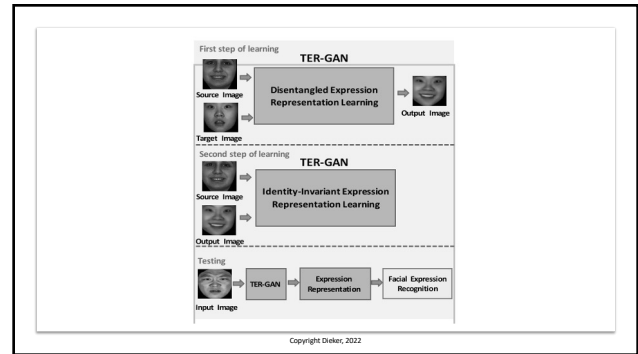 First step of learning
TER-GAN
Source Image
Disentangled Expression
Representation Learning
Output Image
Target Image
Second step of learning
TER-GAN
Source Image
Identity-Invariant Expression
Representation Learning
Output Image
Testing
Input Image
TER-GAN
Expression
Representation
Facial Expression
Recognition
Copyright Dieker, 2022